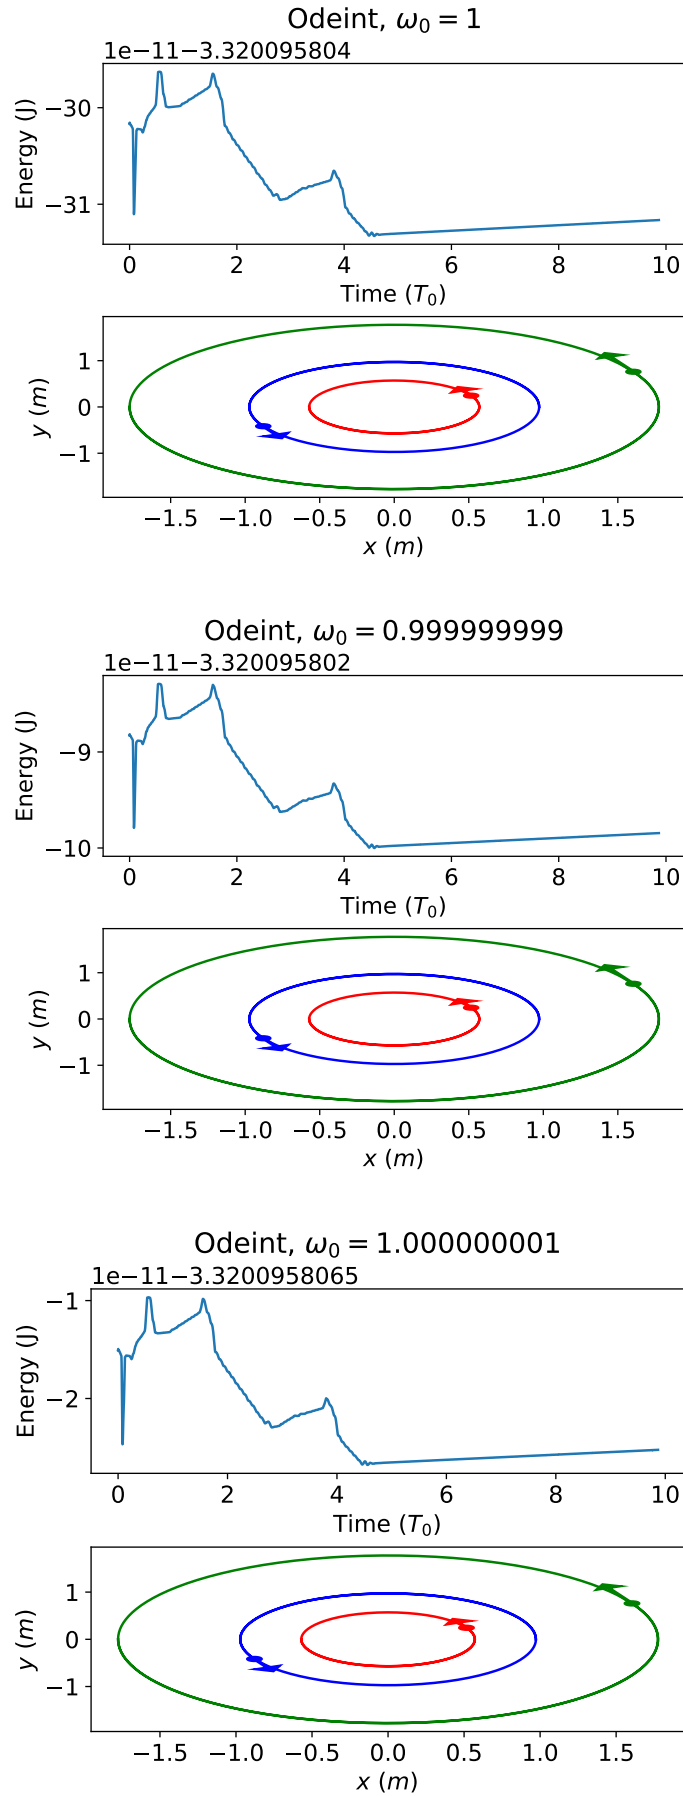 Odeint, ω₀ = 1
1e−11−3.320095804
−30
−31
Energy (J)
0 2 4 6 8 10
Time (T₀)
1
0
−1
y (m)
−1.5 −1.0 −0.5 0.0 0.5 1.0 1.5
x (m)
Odeint, ω₀ = 0.999999999
1e−11−3.320095802
−9
−10
Energy (J)
0 2 4 6 8 10
Time (T₀)
1
0
−1
y (m)
−1.5 −1.0 −0.5 0.0 0.5 1.0 1.5
x (m)
Odeint, ω₀ = 1.000000001
1e−11−3.3200958065
−1
−2
Energy (J)
0 2 4 6 8 10
Time (T₀)
1
0
−1
y (m)
−1.5 −1.0 −0.5 0.0 0.5 1.0 1.5
x (m)